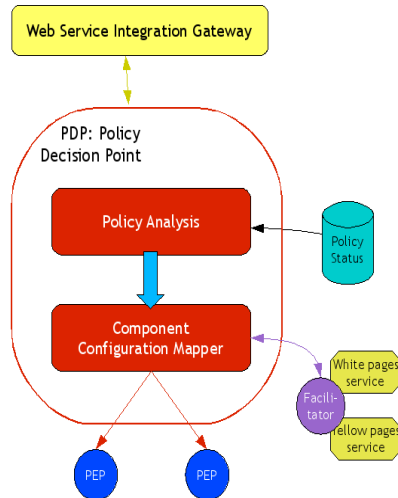 Web Service Integration Gateway
PDP: Policy
Decision Point
Policy Analysis
Policy
Status
Component
Configuration Mapper
White pages
service
Facili-
tator
Yellow pages
service
PEP
PEP